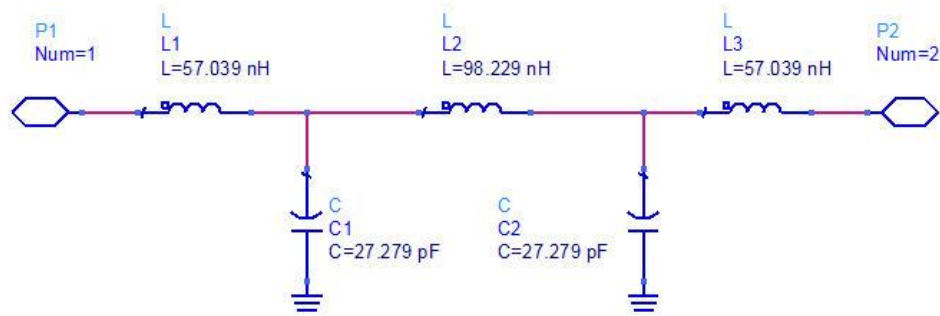 P1
Num=1
L
L1
L=57.039 nH
L
L2
L=98.229 nH
L
L3
L=57.039 nH
P2
Num=2
C
C1
C=27.279 pF
C
C2
C=27.279 pF